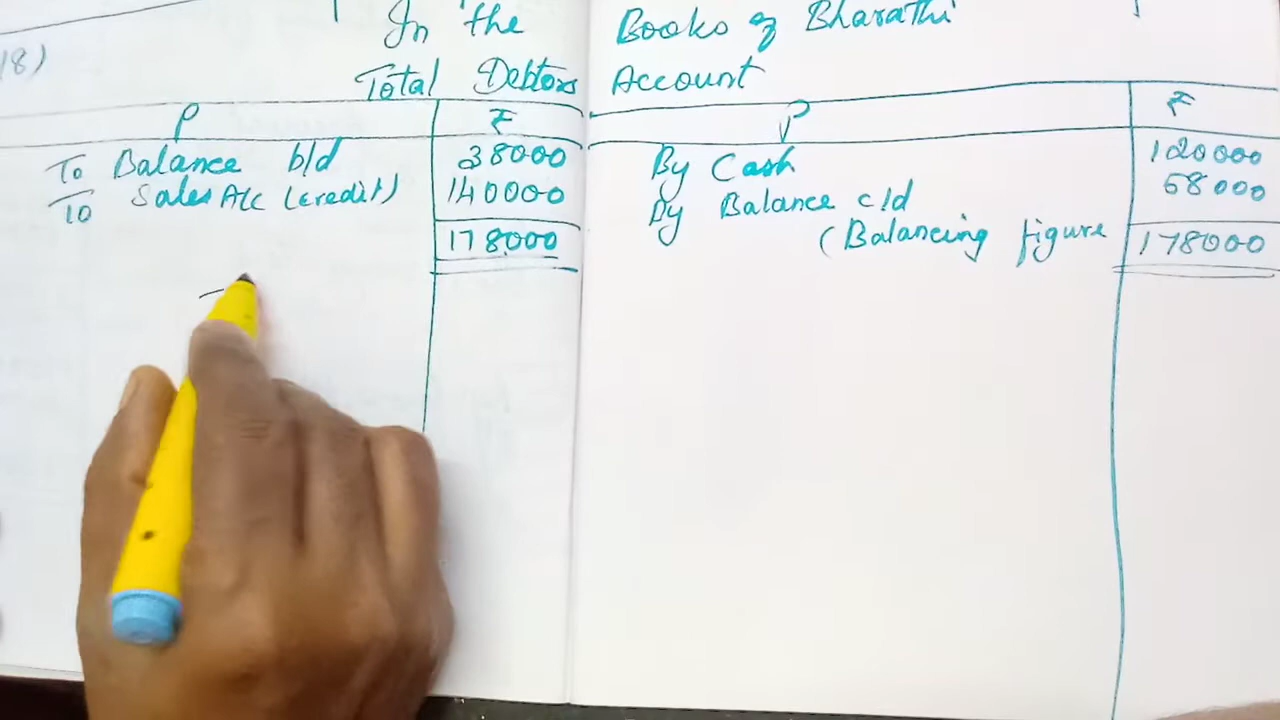 18)
In the Books of Bharathi
Total Debtors Account
P ₹ P ₹
To Balance b/d 38000 By Cash 120000
To Sales A/c (credit) 140000 By Balance c/d 58000
178000 (Balancing figure 178000